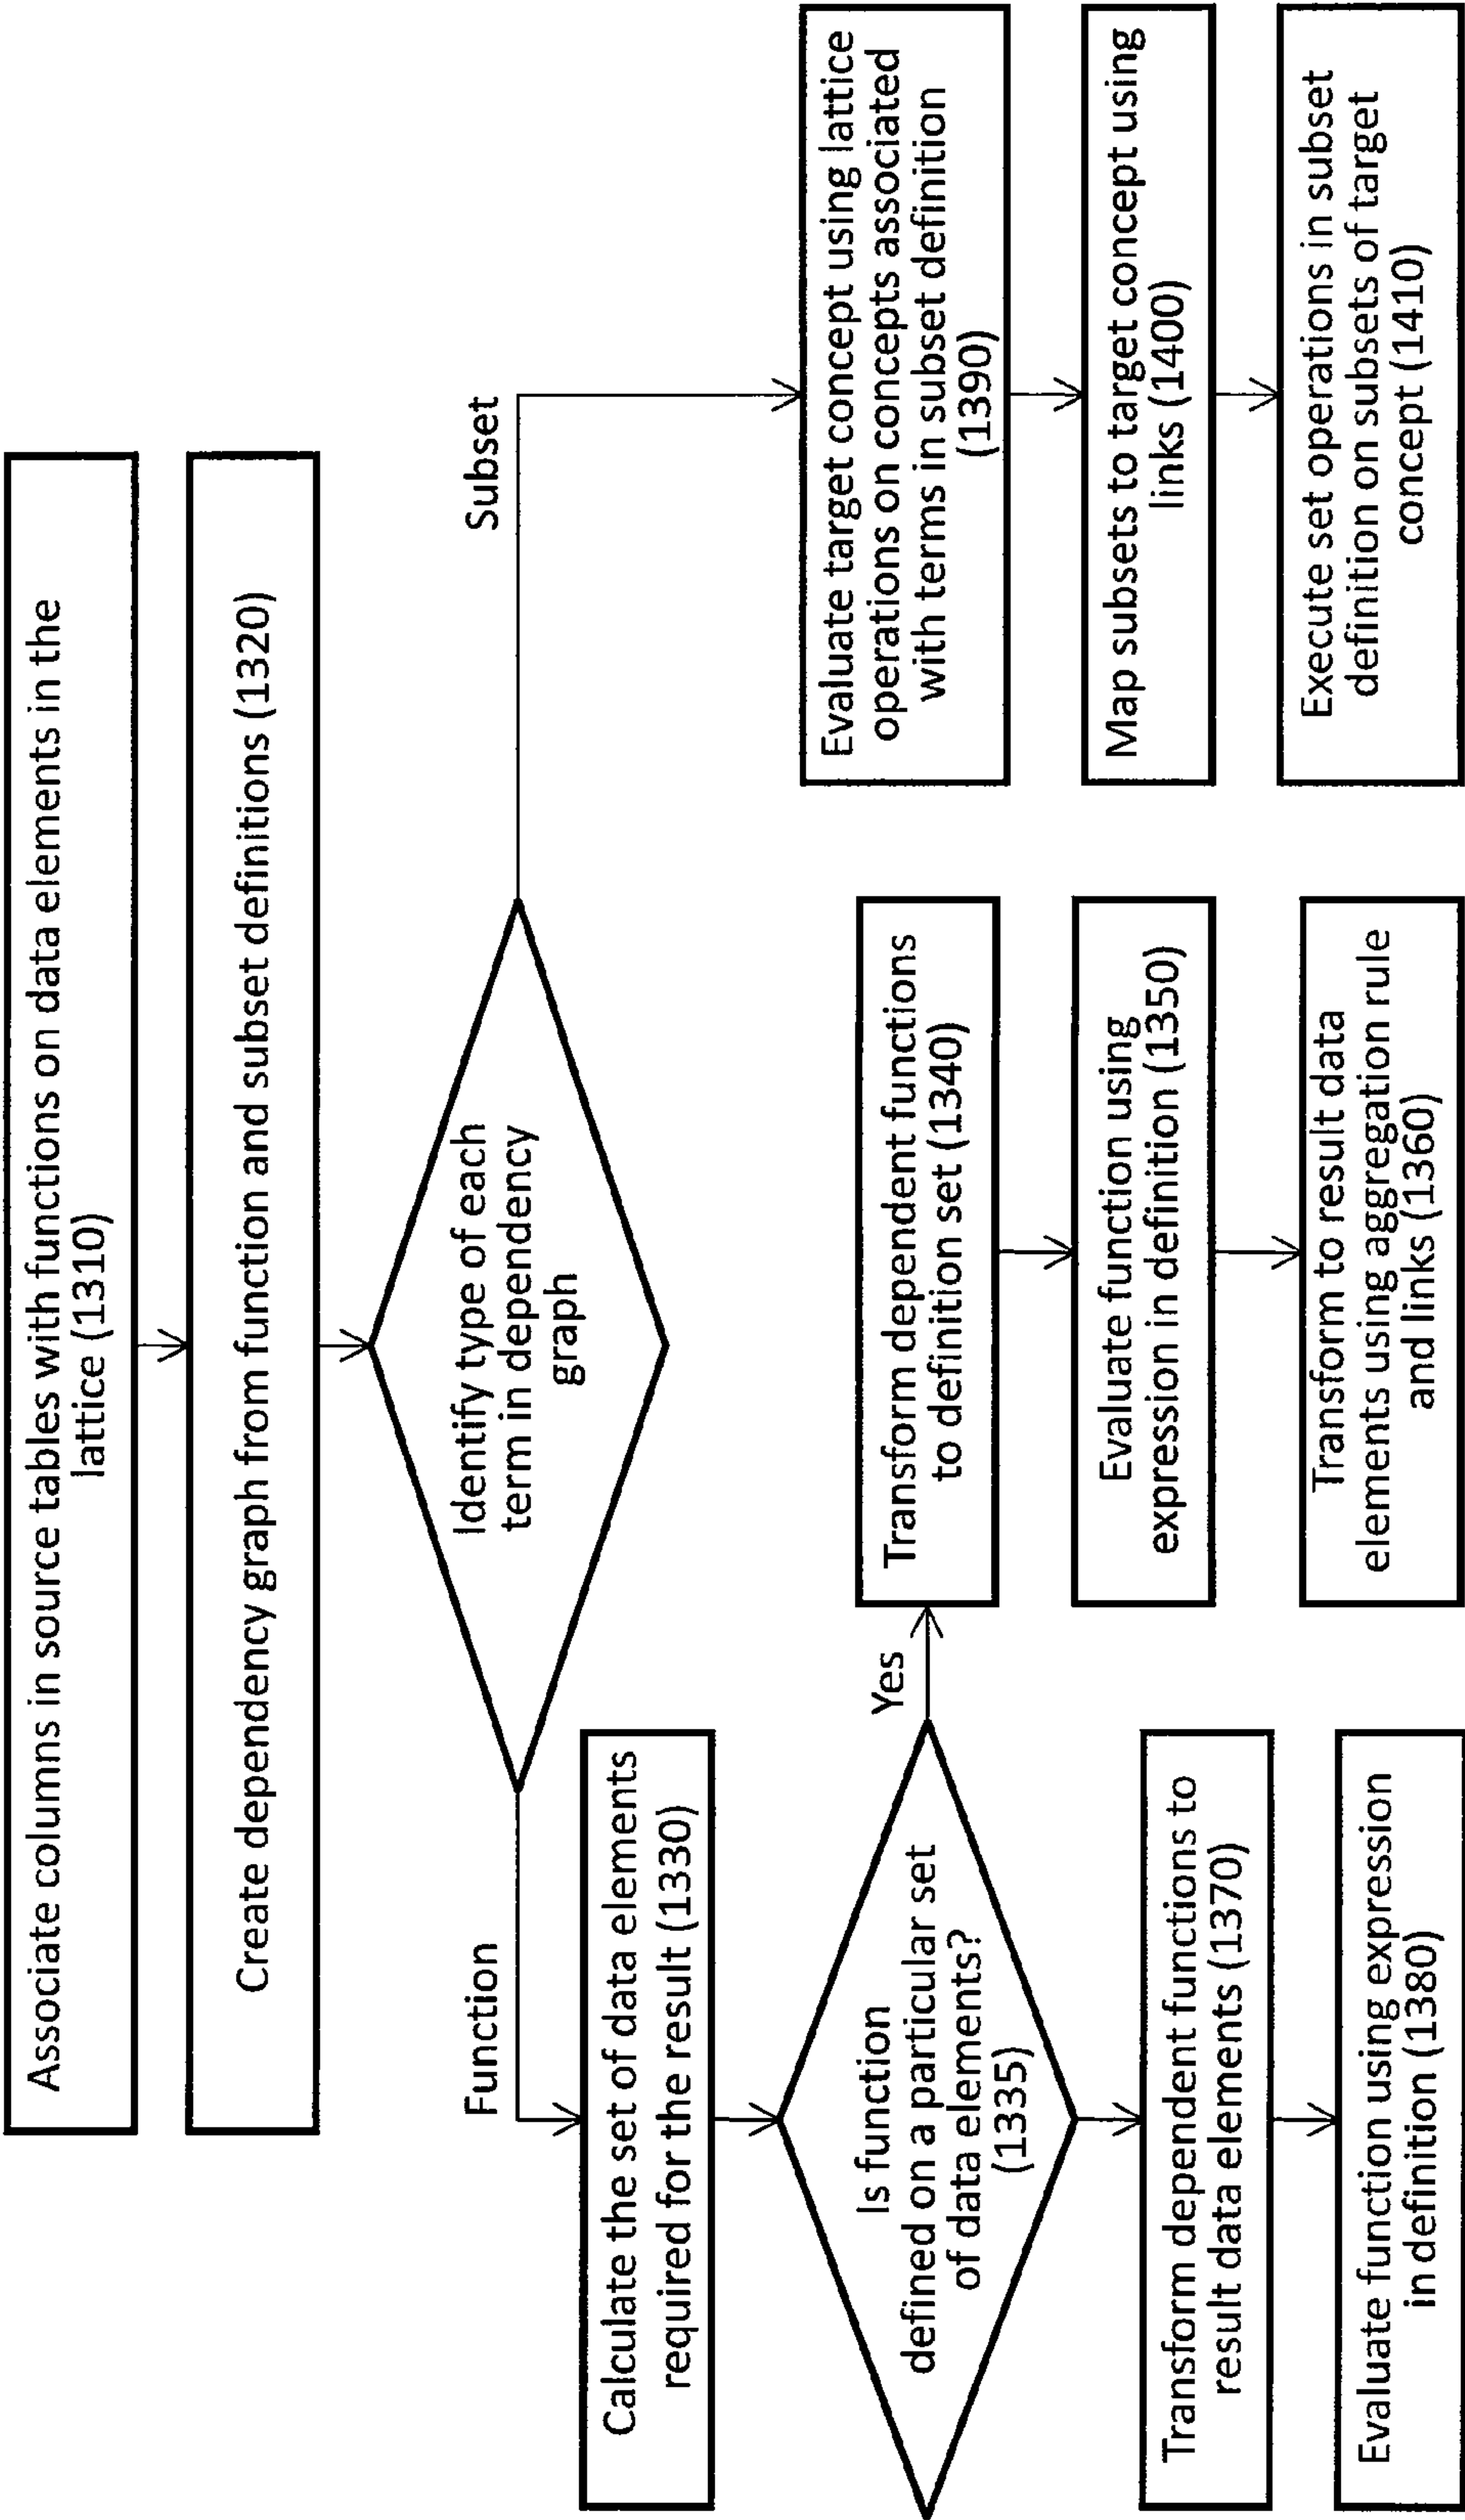 Associate columns in source tables with functions on data elements in the
lattice (1310)
Create dependency graph from function and subset definitions (1320)
Identify type of each
term in dependency
graph
Function
Subset
Calculate the set of data elements
required for the result (1330)
Is function
defined on a particular set
of data elements?
(1335)
Yes
Transform dependent functions to
result data elements (1370)
Evaluate function using expression
in definition (1380)
Transform dependent functions
to definition set (1340)
Evaluate function using
expression in definition (1350)
Transform to result data
elements using aggregation rule
and links (1360)
Evaluate target concept using lattice
operations on concepts associated
with terms in subset definition
(1390)
Map subsets to target concept using
links (1400)
Execute set operations in subset
definition on subsets of target
concept (1410)